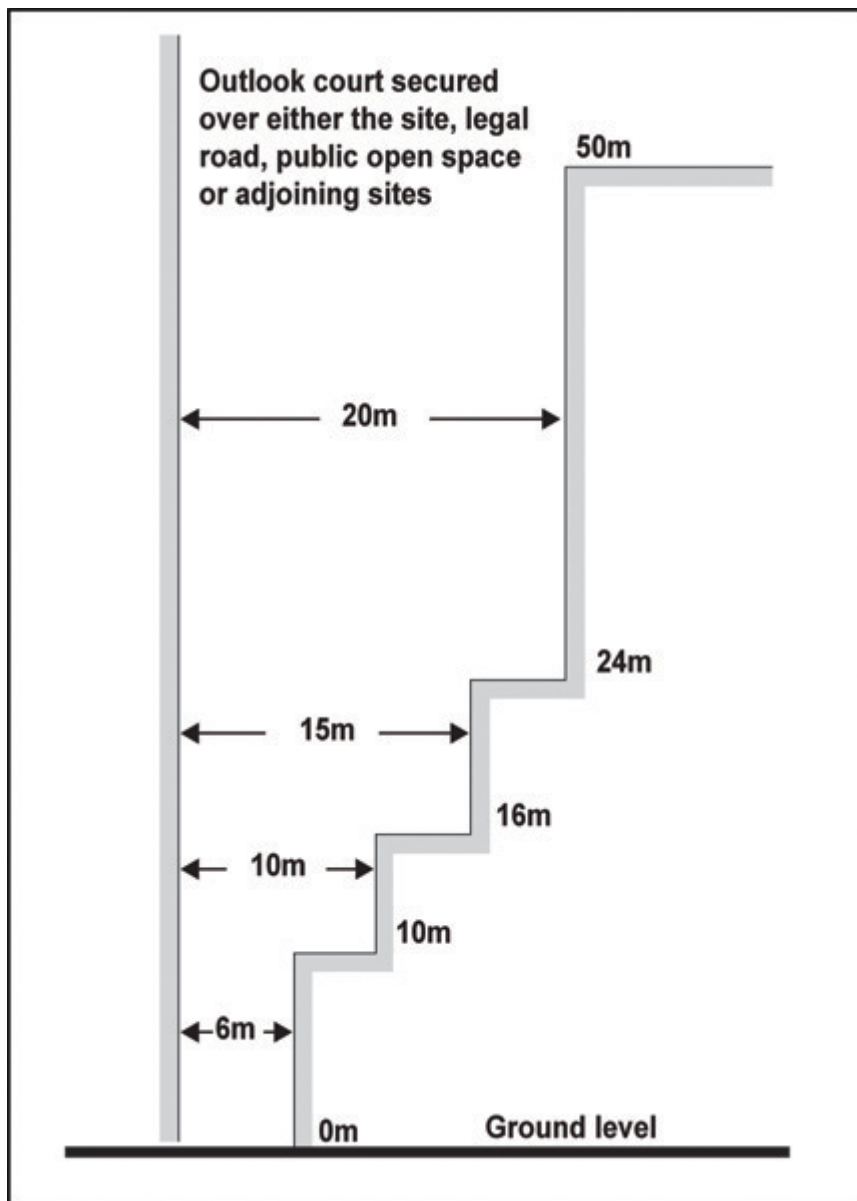 Outlook court secured
over either the site, legal
road, public open space
or adjoining sites
50m
20m
24m
15m
16m
10m
10m
6m
0m
Ground level